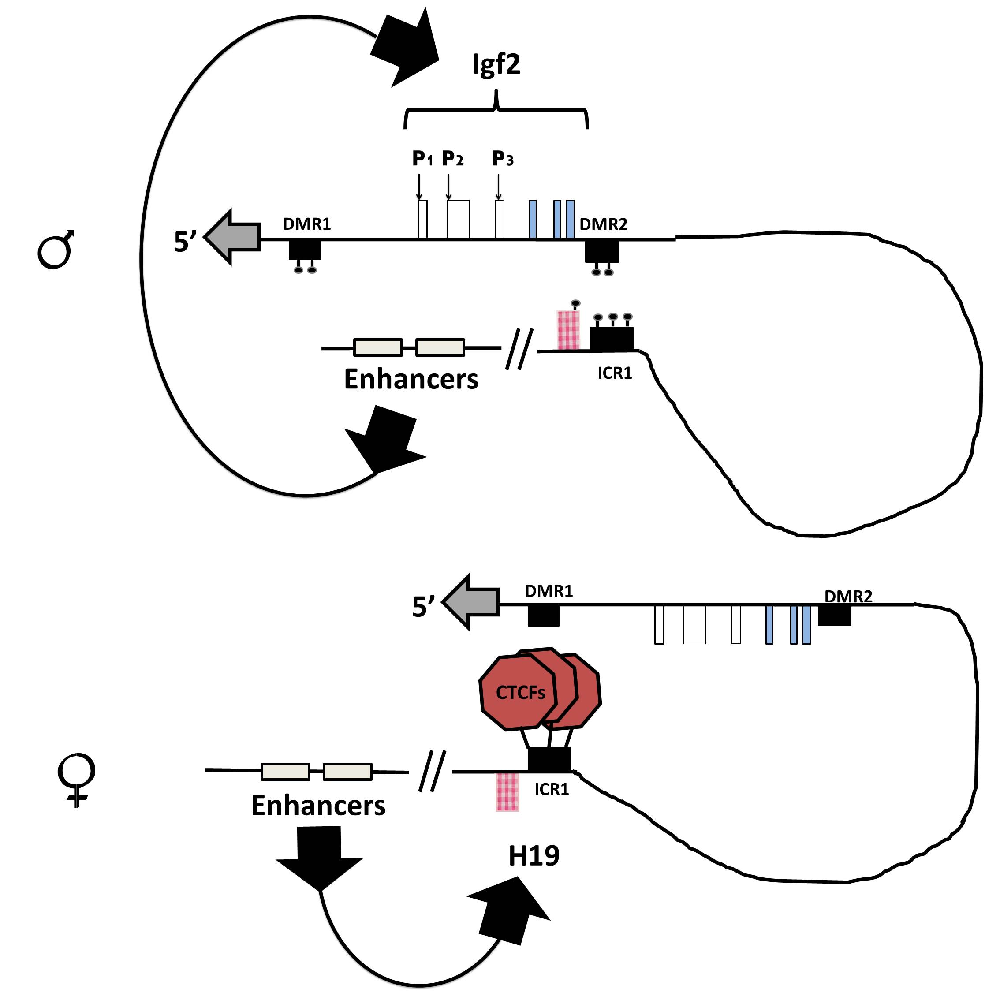 Igf2
P1 P2 P3
DMR1 DMR2
5’
ICR1
Enhancers
DMR1 DMR2
5’
CTCFs
ICR1
Enhancers
H19